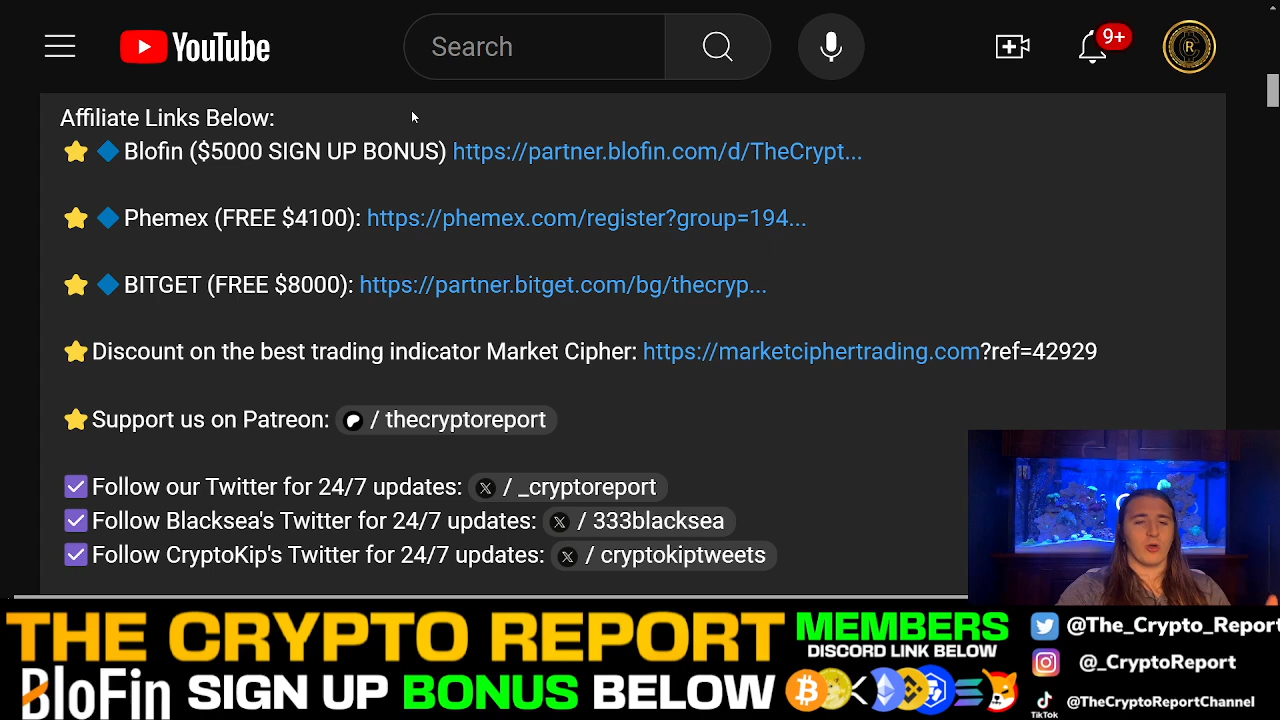 YouTube
Search
9+
Affiliate Links Below:
Blofin ($5000 SIGN UP BONUS) https://partner.blofin.com/d/TheCrypt...
Phemex (FREE $4100): https://phemex.com/register?group=194...
BITGET (FREE $8000): https://partner.bitget.com/bg/thecryp...
Discount on the best trading indicator Market Cipher: https://marketciphertrading.com?ref=42929
Support us on Patreon: / thecryptoreport
Follow our Twitter for 24/7 updates: / _cryptoreport
Follow Blacksea's Twitter for 24/7 updates: / 333blacksea
Follow CryptoKip's Twitter for 24/7 updates: / cryptokiptweets
THE CRYPTO REPORT
BloFin SIGN UP BONUS BELOW
MEMBERS
DISCORD LINK BELOW
@The_Crypto_Report
@_CryptoReport
TikTok @TheCryptoReportChannel